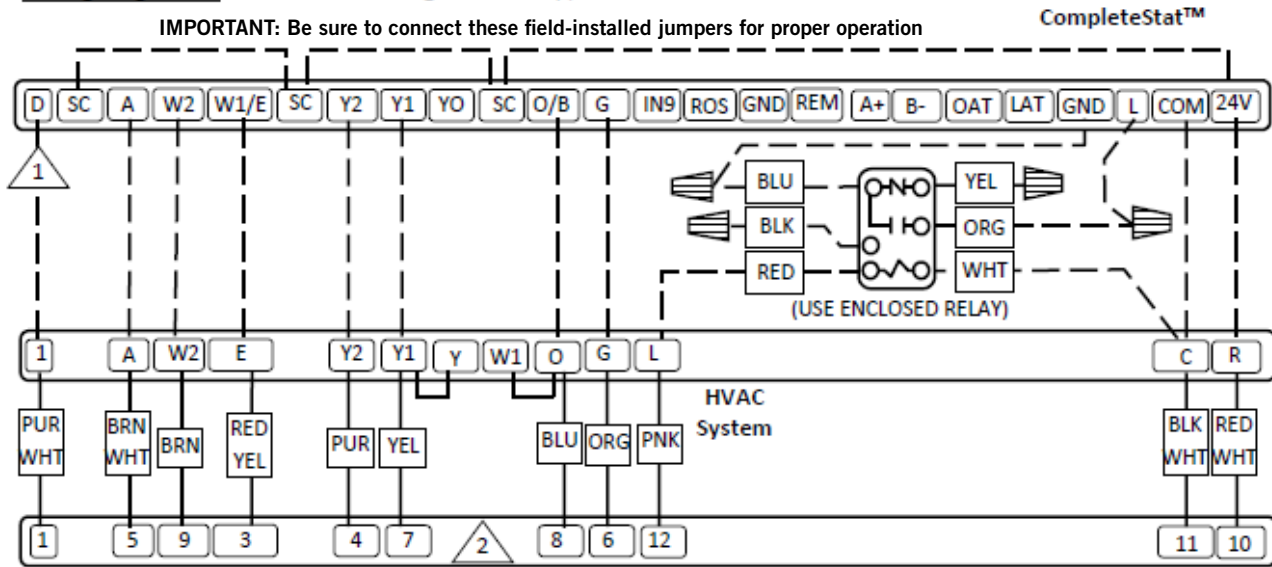 CompleteStat™
IMPORTANT: Be sure to connect these field-installed jumpers for proper operation
D SC A W2 W1/E SC Y2 Y1 YO SC O/B G IN9 ROS GND REM A+ B- OAT LAT GND L COM 24V
1
BLU YEL
BLK ORG
RED WHT
(USE ENCLOSED RELAY)
1 A W2 E Y2 Y1 Y W1 O G L C R
HVAC
System
PUR WHT
BRN WHT
BRN
RED YEL
PUR
YEL
BLU
ORG
PNK
BLK WHT
RED WHT
1 5 9 3 4 7 2 8 6 12 11 10